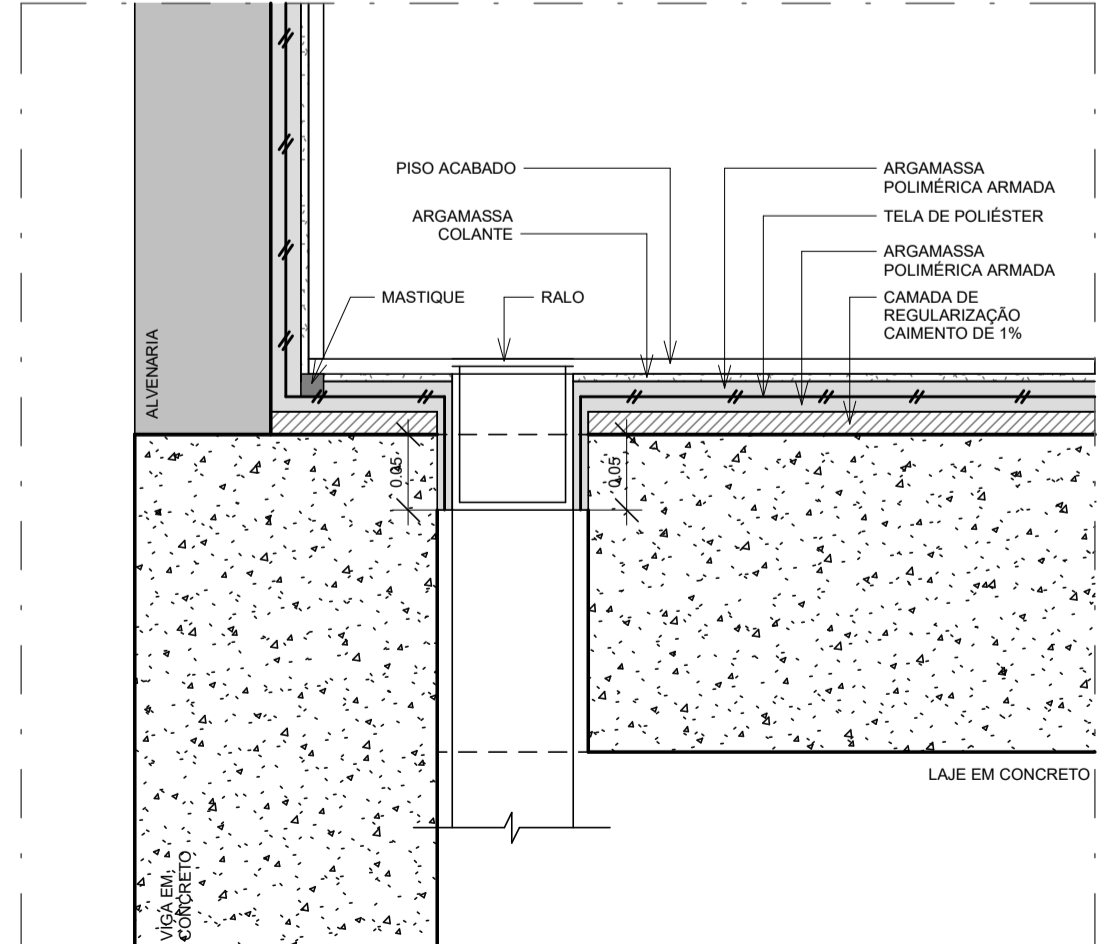 PISO ACABADO
ARGAMASSA
COLANTE
MASTIQUE
RALO
ARGAMASSA
POLIMÉRICA ARMADA
TELA DE POLIÉSTER
ARGAMASSA
POLIMÉRICA ARMADA
CAMADA DE
REGULARIZAÇÃO
CAIMENTO DE 1%
ALVENARIA
0.05
0.05
LAJE EM CONCRETO
VIGA EM
CONCRETO